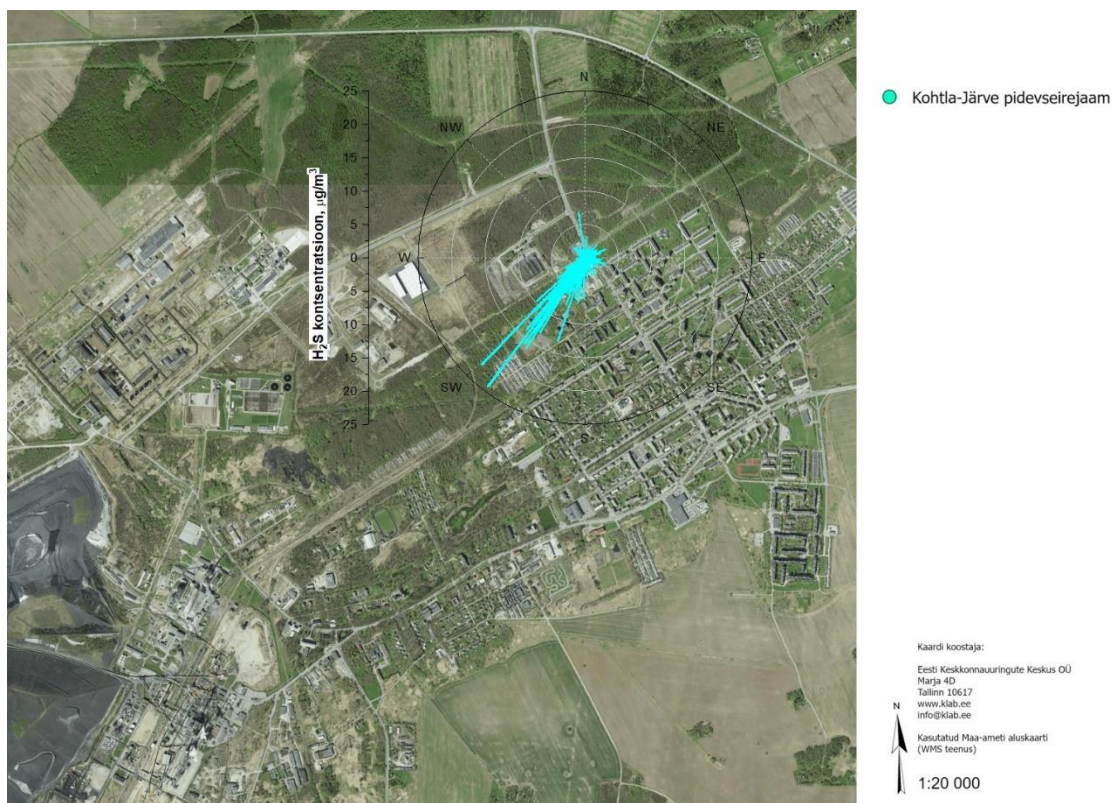 Kohtla-Järve pidevseirejaam
N
NW
NE
W
E
SW
SE
S
25
20
15
10
5
0
5
10
15
20
25
H₂S kontsentratsioon, µg/m³
Kaardi koostaja:
Eesti Keskkonnauuringute Keskus OÜ
Marja 4D
Tallinn 10617
www.klab.ee
info@klab.ee
Kasutatud Maa-ameti aluskaarti
(WMS teenus)
N
1:20 000